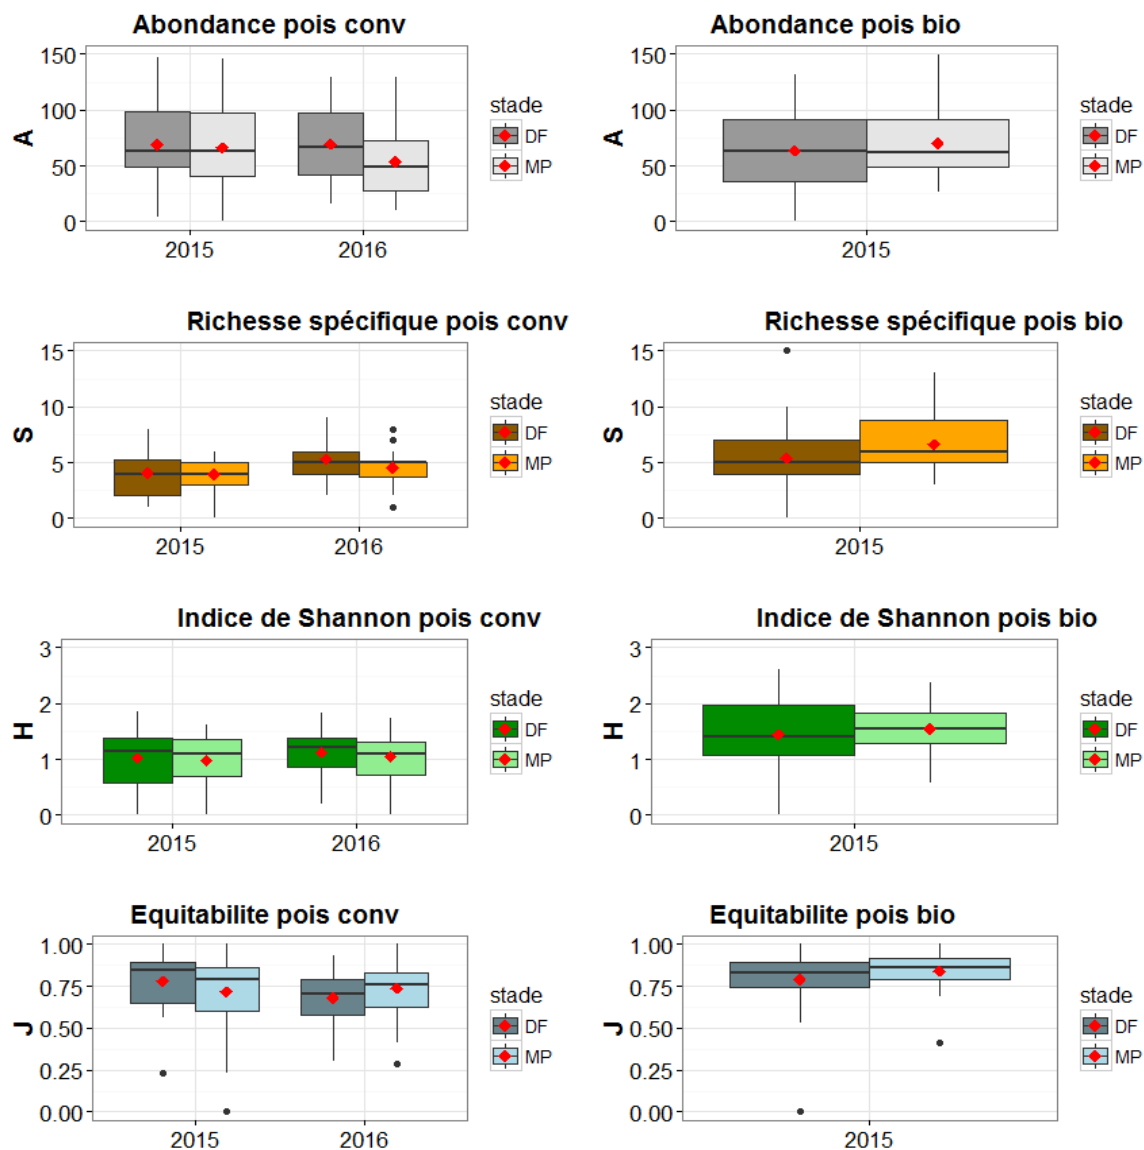 Abondance pois conv
150
100
50
0
A
2015
2016
stade
DF
MP
Abondance pois bio
150
100
50
0
A
2015
stade
DF
MP
Richesse spécifique pois conv
15
10
5
0
S
2015
2016
stade
DF
MP
Richesse spécifique pois bio
15
10
5
0
S
2015
stade
DF
MP
Indice de Shannon pois conv
3
2
1
0
H
2015
2016
stade
DF
MP
Indice de Shannon pois bio
3
2
1
0
H
2015
stade
DF
MP
Equitabilite pois conv
1.00
0.75
0.50
0.25
0.00
J
2015
2016
stade
DF
MP
Equitabilite pois bio
1.00
0.75
0.50
0.25
0.00
J
2015
stade
DF
MP